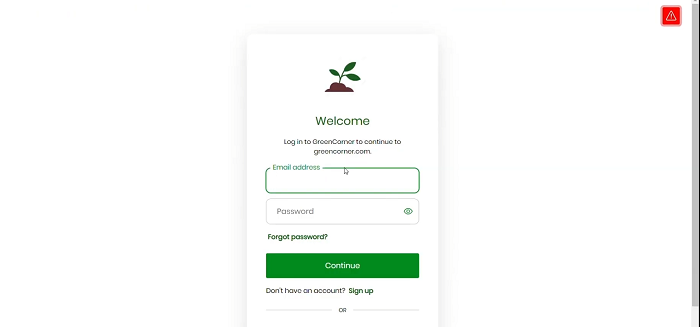 Welcome
Log in to GreenCorner to continue to
greencorner.com.
Email address
Password
Forgot password?
Continue
Don't have an account? Sign up
OR